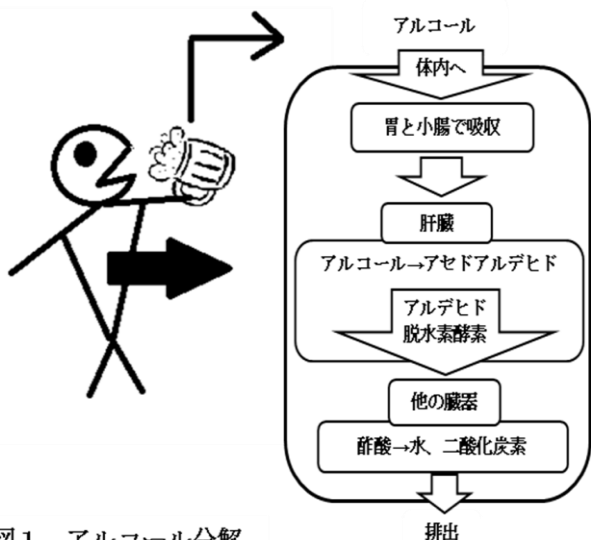 アルコール
体内へ
胃と小腸で吸収
肝臓
アルコール→アセドアルデヒド
アルデヒド
脱水素酵素
他の臓器
酢酸→水、二酸化炭素
排出
図1 アルコール分解